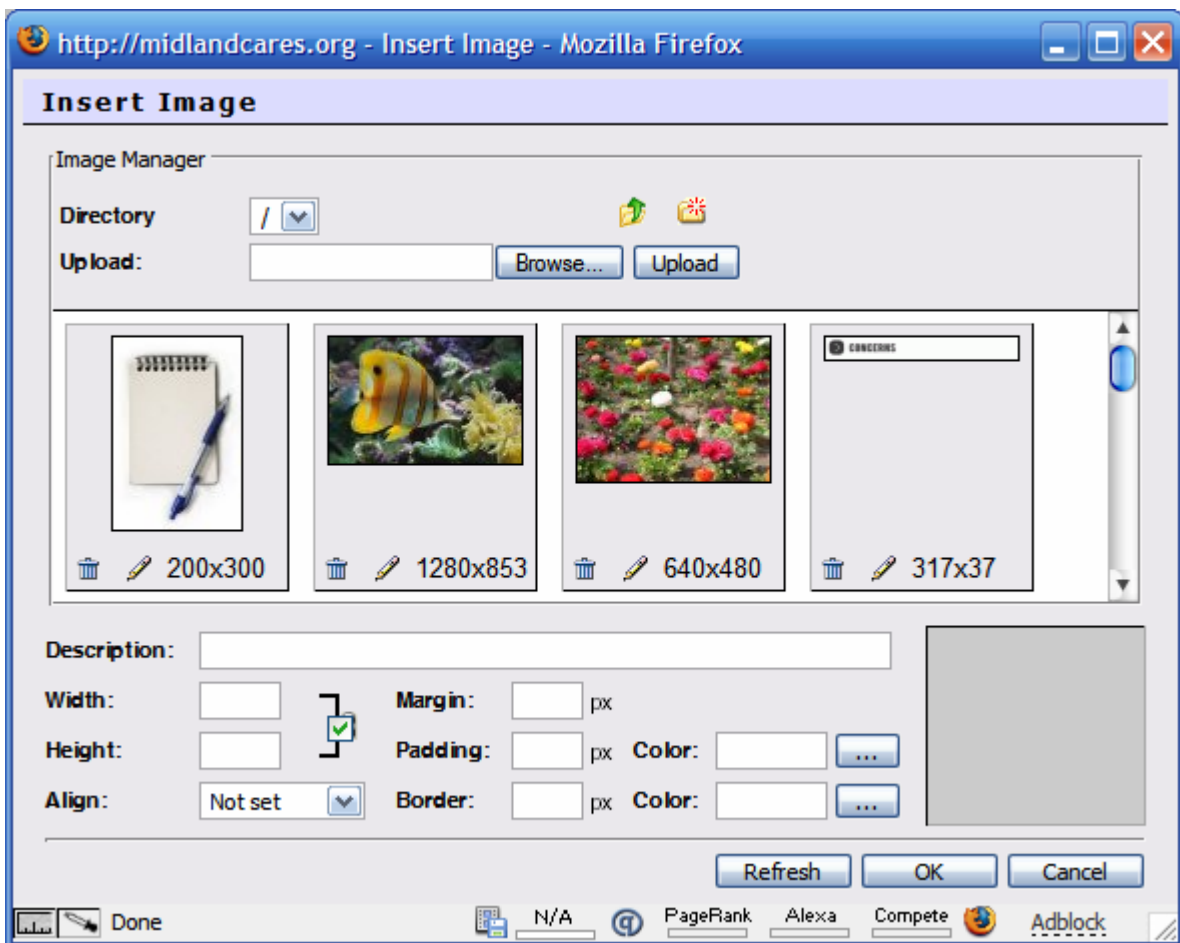 http://midlandcares.org - Insert Image - Mozilla Firefox
Insert Image
Image Manager
Directory /
Upload: Browse... Upload
CONCERNS
200x300 1280x853 640x480 317x37
Description:
Width: Margin: px
Height: Padding: px Color: ...
Align: Not set Border: px Color: ...
Refresh OK Cancel
Done N/A @ PageRank Alexa Compete Adblock